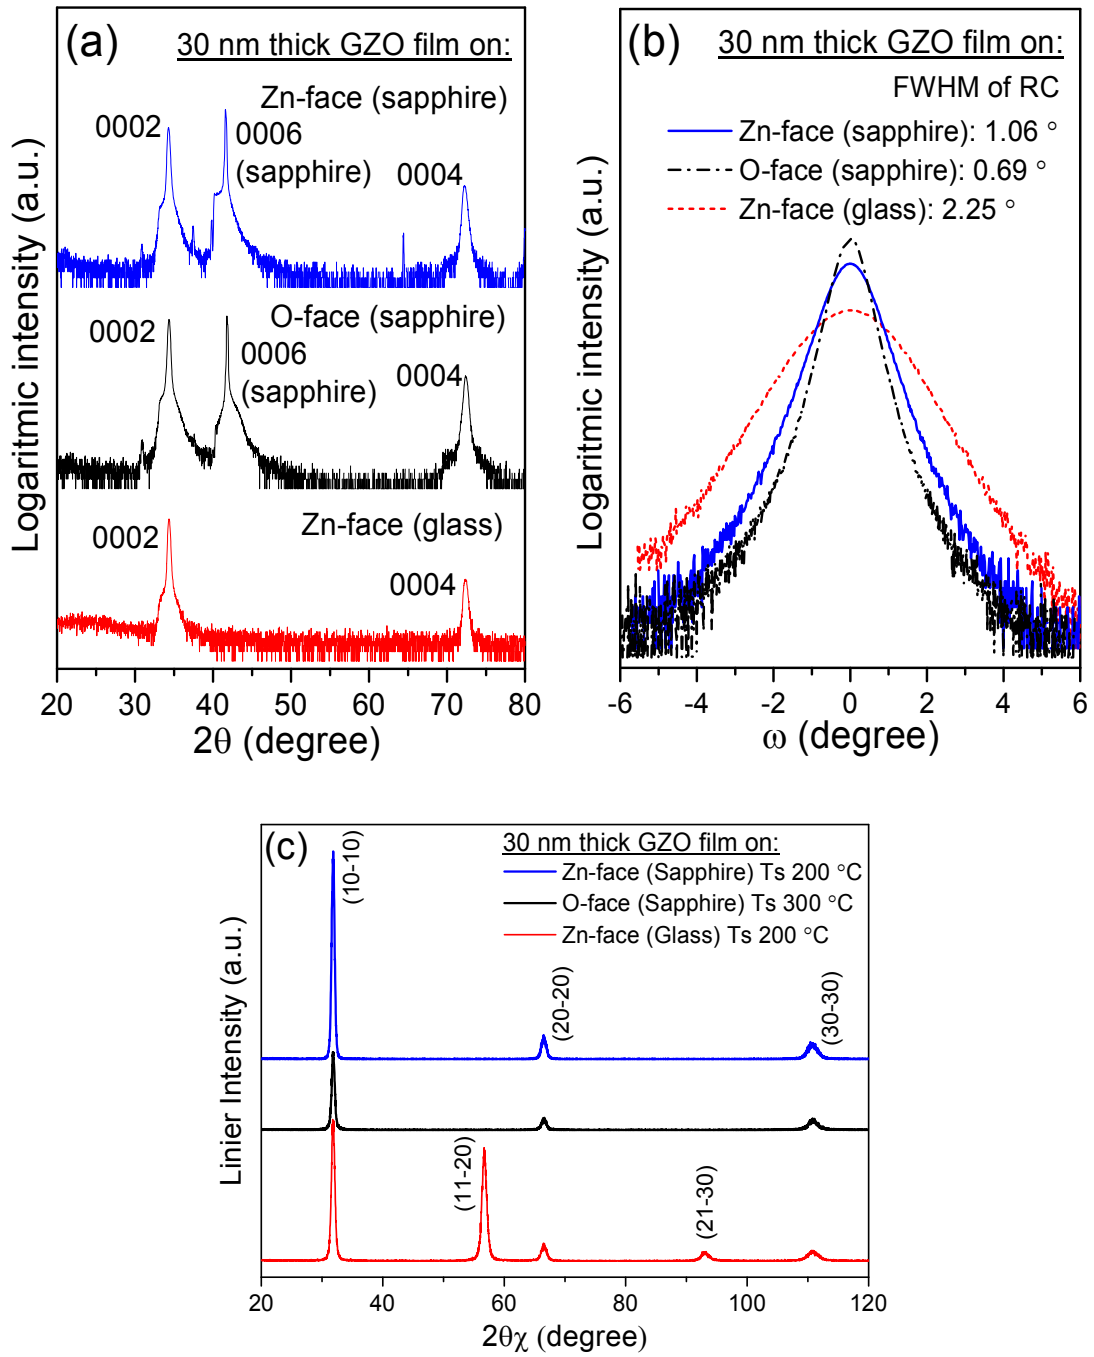 (a)
30 nm thick GZO film on:
Zn-face (sapphire)
0002
0006
(sapphire)
0004
O-face (sapphire)
0002
0006
(sapphire)
0004
Zn-face (glass)
0002
0004
Logaritmic intensity (a.u.)
20 30 40 50 60 70 80
2θ (degree)
(b)
30 nm thick GZO film on:
FWHM of RC
Zn-face (sapphire): 1.06 °
O-face (sapphire): 0.69 °
Zn-face (glass): 2.25 °
Logaritmic intensity (a.u.)
-6 -4 -2 0 2 4 6
ω (degree)
(c)
30 nm thick GZO film on:
Zn-face (Sapphire) Ts 200 °C
O-face (Sapphire) Ts 300 °C
Zn-face (Glass) Ts 200 °C
(10-10)
(20-20)
(30-30)
(11-20)
(21-30)
Linier Intensity (a.u.)
20 40 60 80 100 120
2θχ (degree)